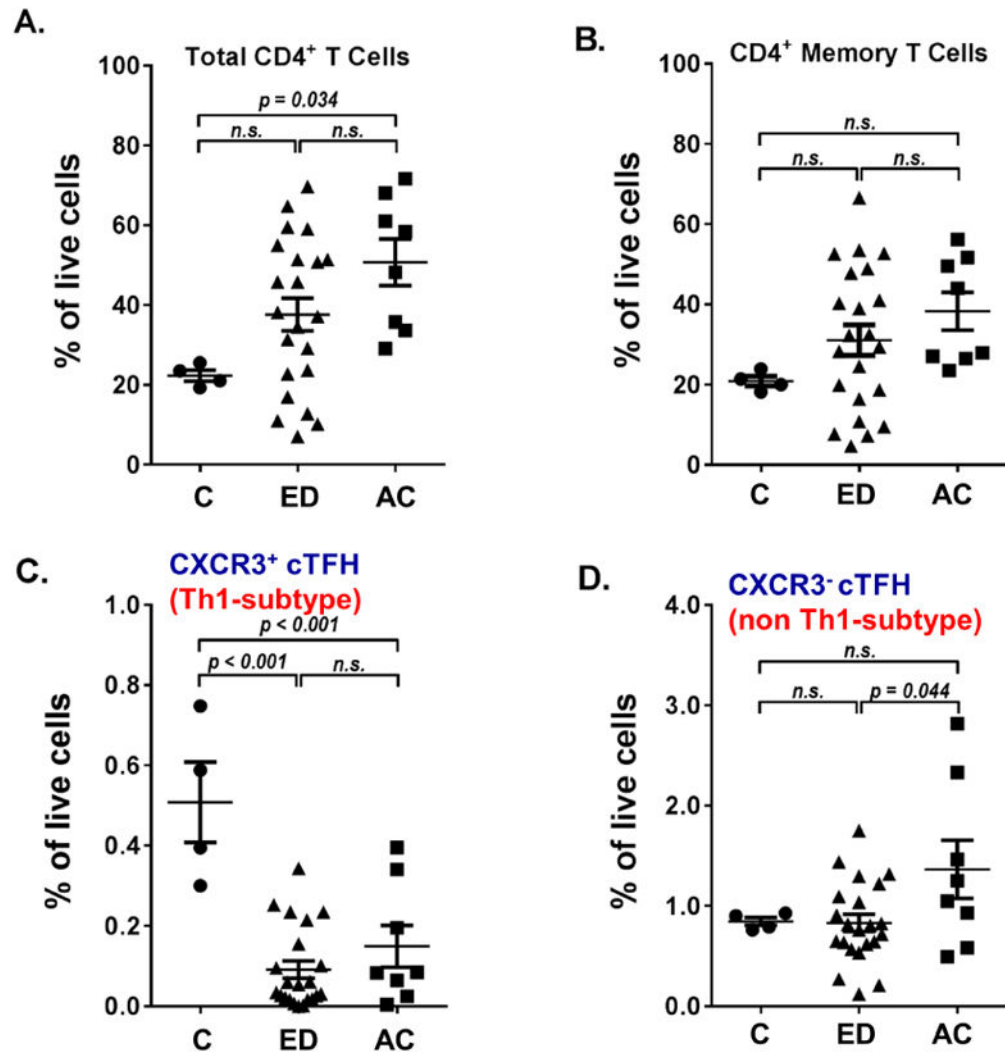 A.
Total CD4⁺ T Cells
% of live cells
100
80
60
40
20
0
p = 0.034
n.s.
n.s.
C
ED
AC
B.
CD4⁺ Memory T Cells
% of live cells
100
80
60
40
20
0
n.s.
n.s.
n.s.
C
ED
AC
C.
CXCR3⁺ cTFH
(Th1-subtype)
% of live cells
1.0
0.8
0.6
0.4
0.2
0.0
p < 0.001
p < 0.001
n.s.
C
ED
AC
D.
CXCR3⁻ cTFH
(non Th1-subtype)
% of live cells
4.0
3.0
2.0
1.0
0.0
n.s.
n.s.
p = 0.044
C
ED
AC